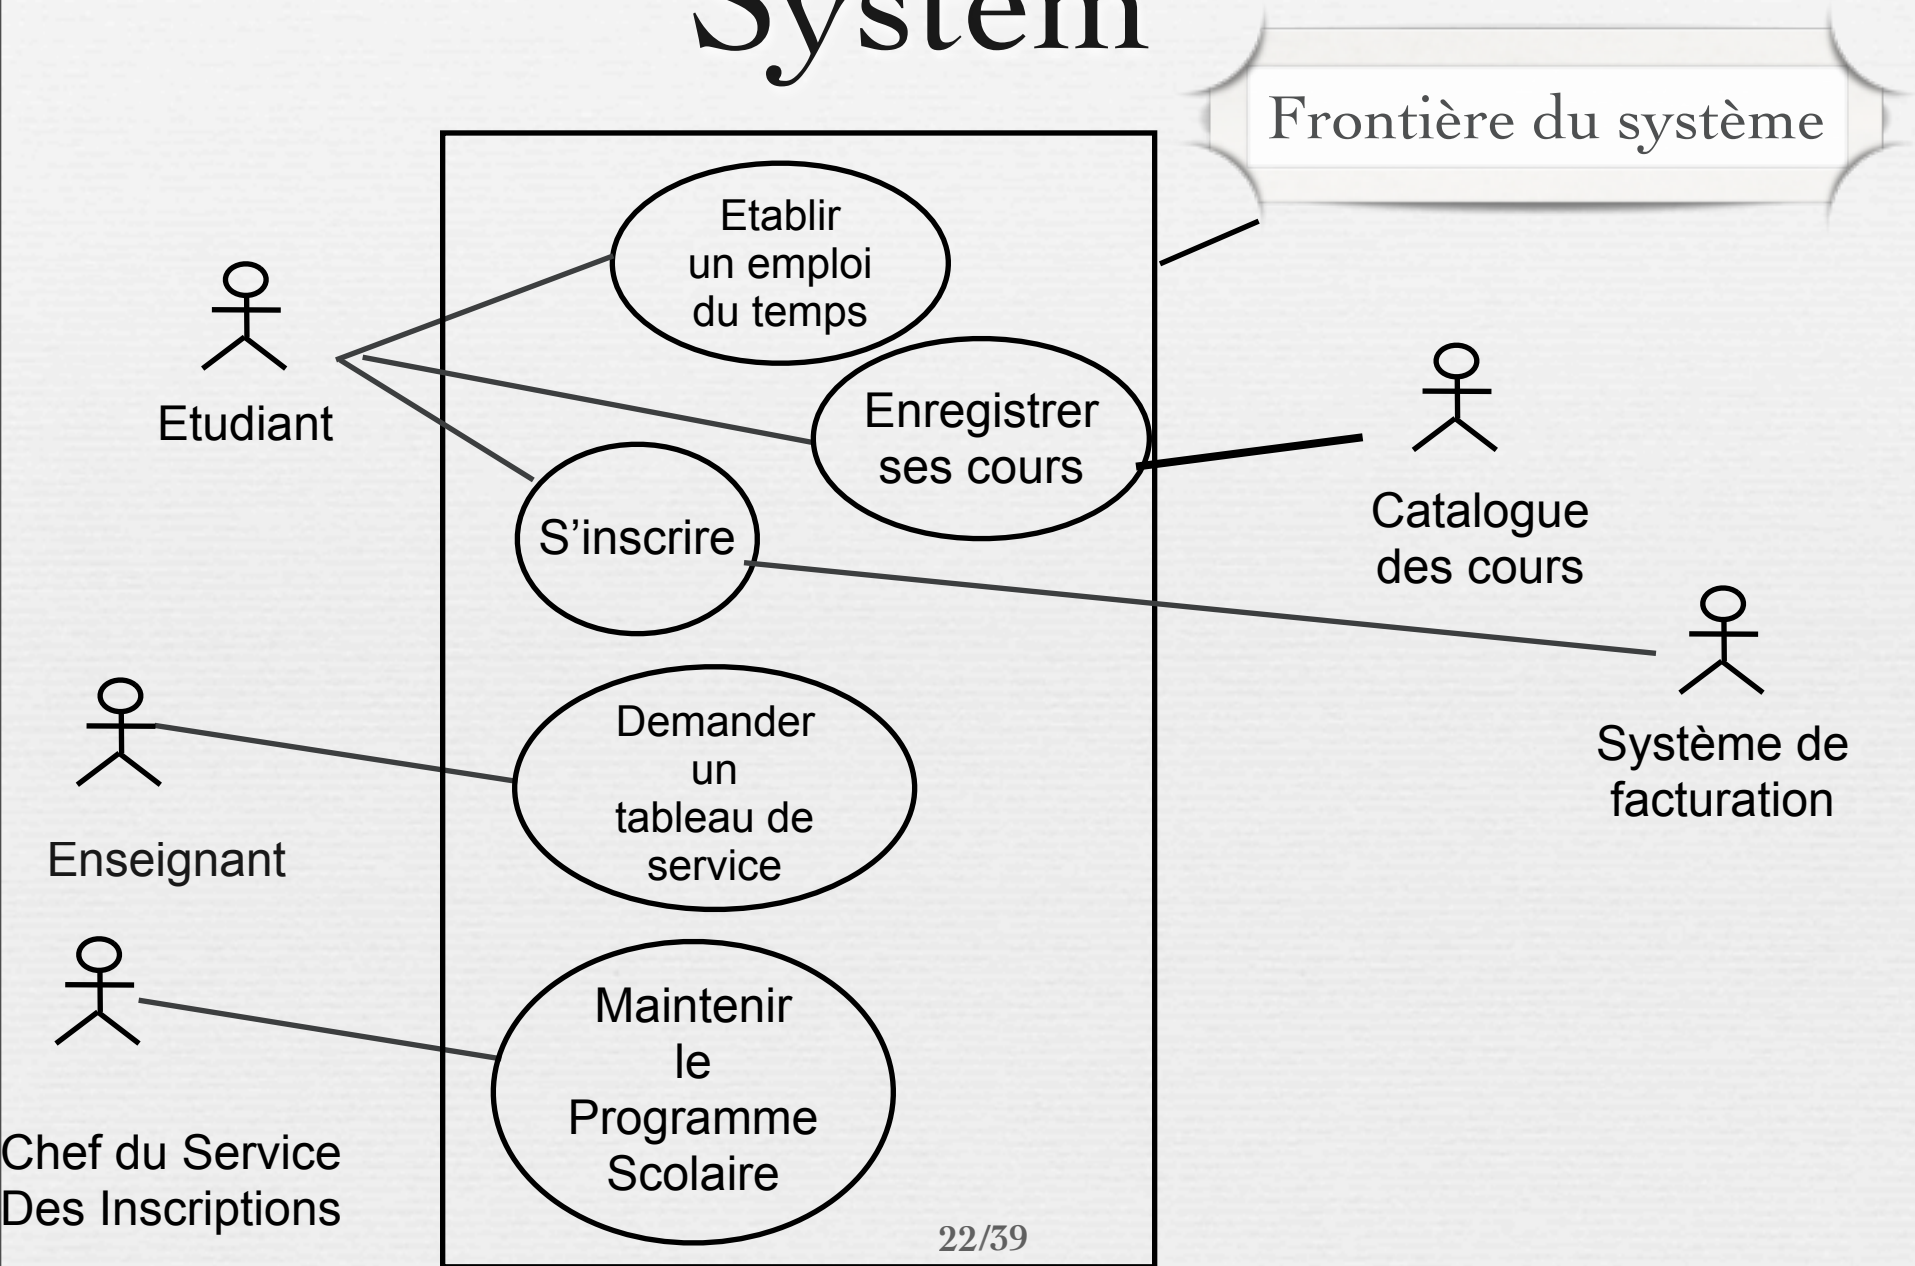 System
Frontière du système
Etablir
un emploi
du temps
Etudiant
Enregistrer
ses cours
Catalogue
des cours
S’inscrire
Système de
facturation
Demander
un
tableau de
service
Enseignant
Maintenir
le
Programme
Scolaire
Chef du Service
Des Inscriptions
22/39